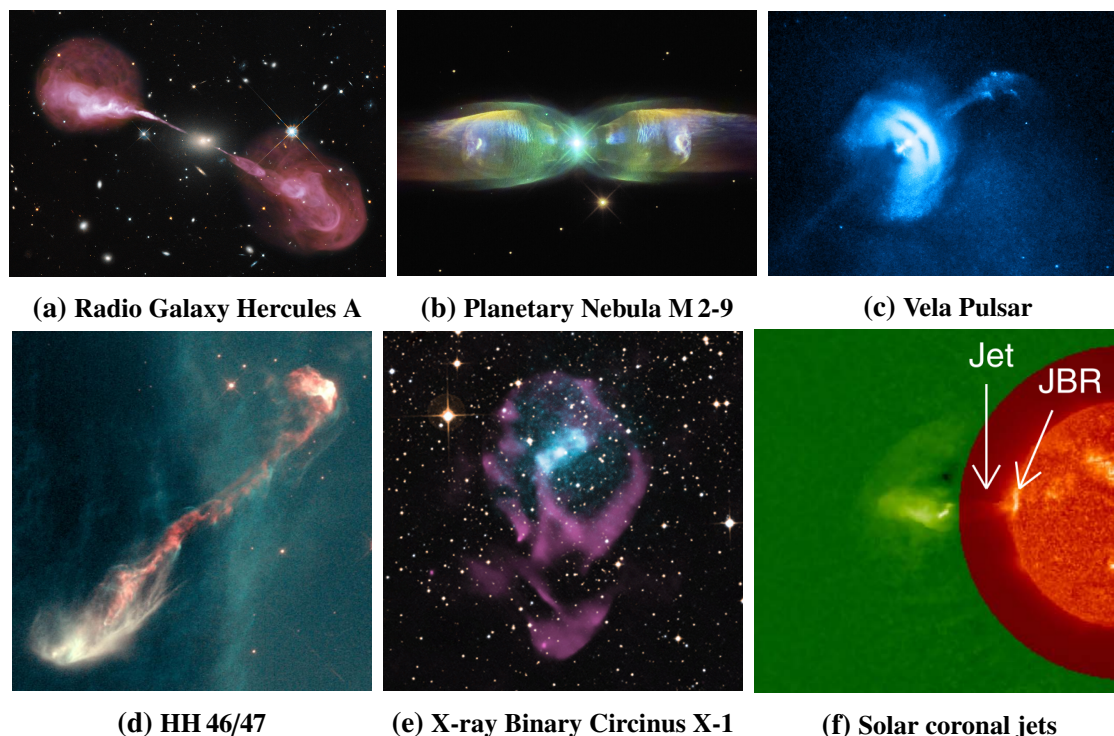 (a) Radio Galaxy Hercules A
(b) Planetary Nebula M 2-9
(c) Vela Pulsar
Jet
JBR
(d) HH 46/47
(e) X-ray Binary Circinus X-1
(f) Solar coronal jets